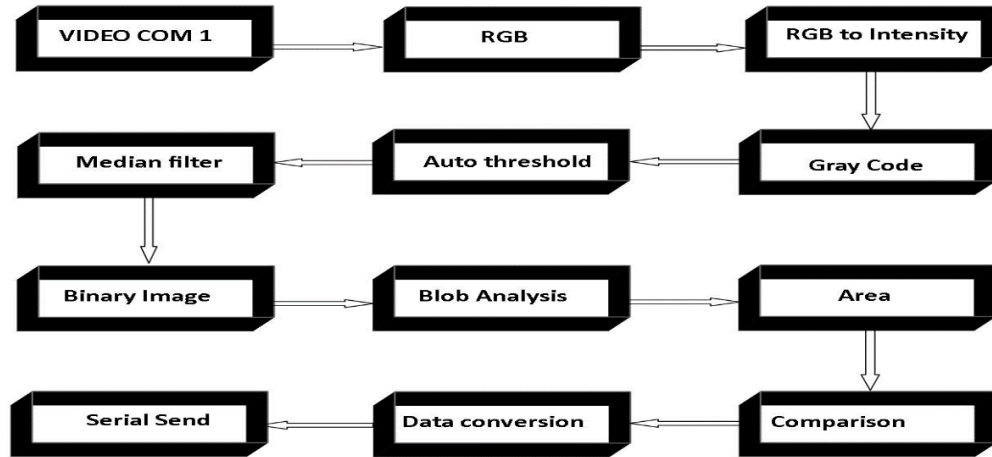 VIDEO COM 1
RGB
RGB to Intensity
Median filter
Auto threshold
Gray Code
Binary Image
Blob Analysis
Area
Serial Send
Data conversion
Comparison